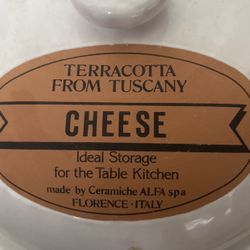 TERRACOTTA
FROM TUSCANY
CHEESE
Ideal Storage
for the Table Kitchen
made by Ceramiche ALFA spa
FLORENCE · ITALY